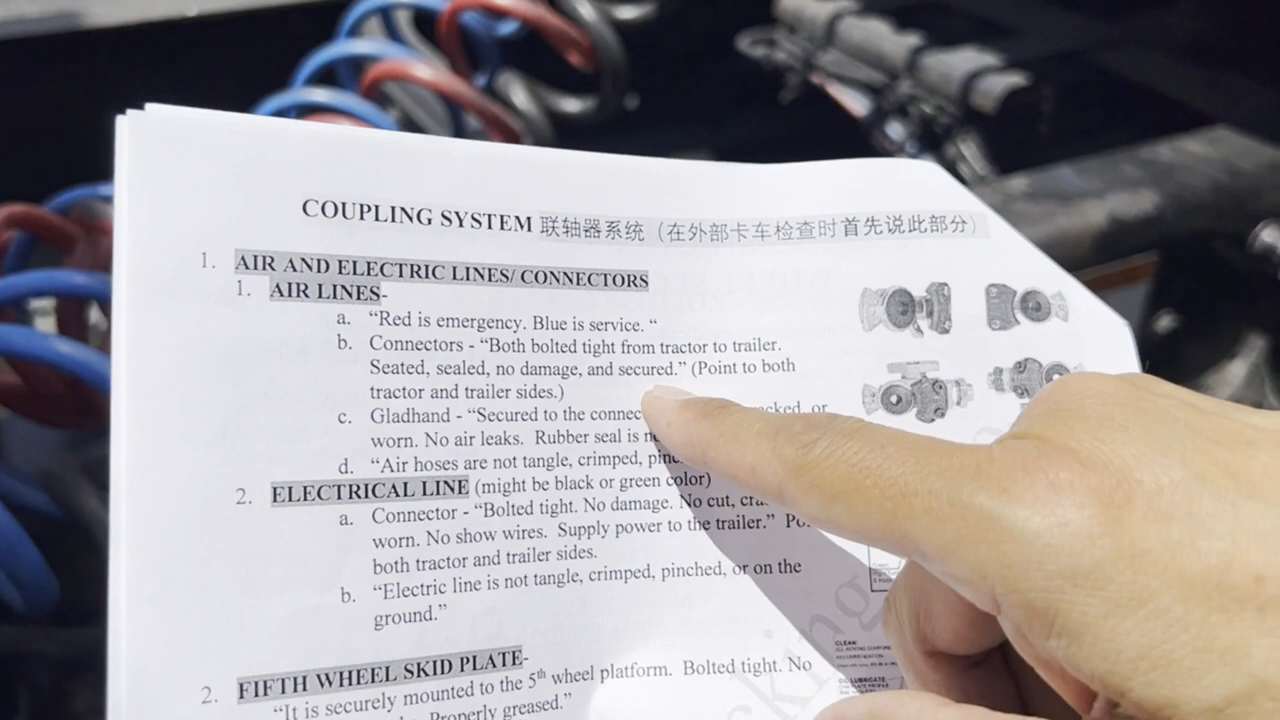 COUPLING SYSTEM 联轴器系统（在外部卡车检查时首先说此部分）
1. AIR AND ELECTRIC LINES/ CONNECTORS
1. AIR LINES-
a. “Red is emergency. Blue is service. “
b. Connectors - “Both bolted tight from tractor to trailer.
Seated, sealed, no damage, and secured.” (Point to both
tractor and trailer sides.)
c. Gladhand - “Secured to the or
worn. No air leaks. Rubber seal is
d. “Air hoses are not tangle, crimped,
2. ELECTRICAL LINE (might be black or green color)
a. Connector - “Bolted tight. No damage. No cut,
worn. No show wires. Supply power to the trailer.”
both tractor and trailer sides.
b. “Electric line is not tangle, crimped, pinched, or on the
ground.”
2. FIFTH WHEEL SKID PLATE-
“It is securely mounted to the 5th wheel platform. Bolted tight. No
Properly greased.”
CLEAN:
OIL LUBRICATE: